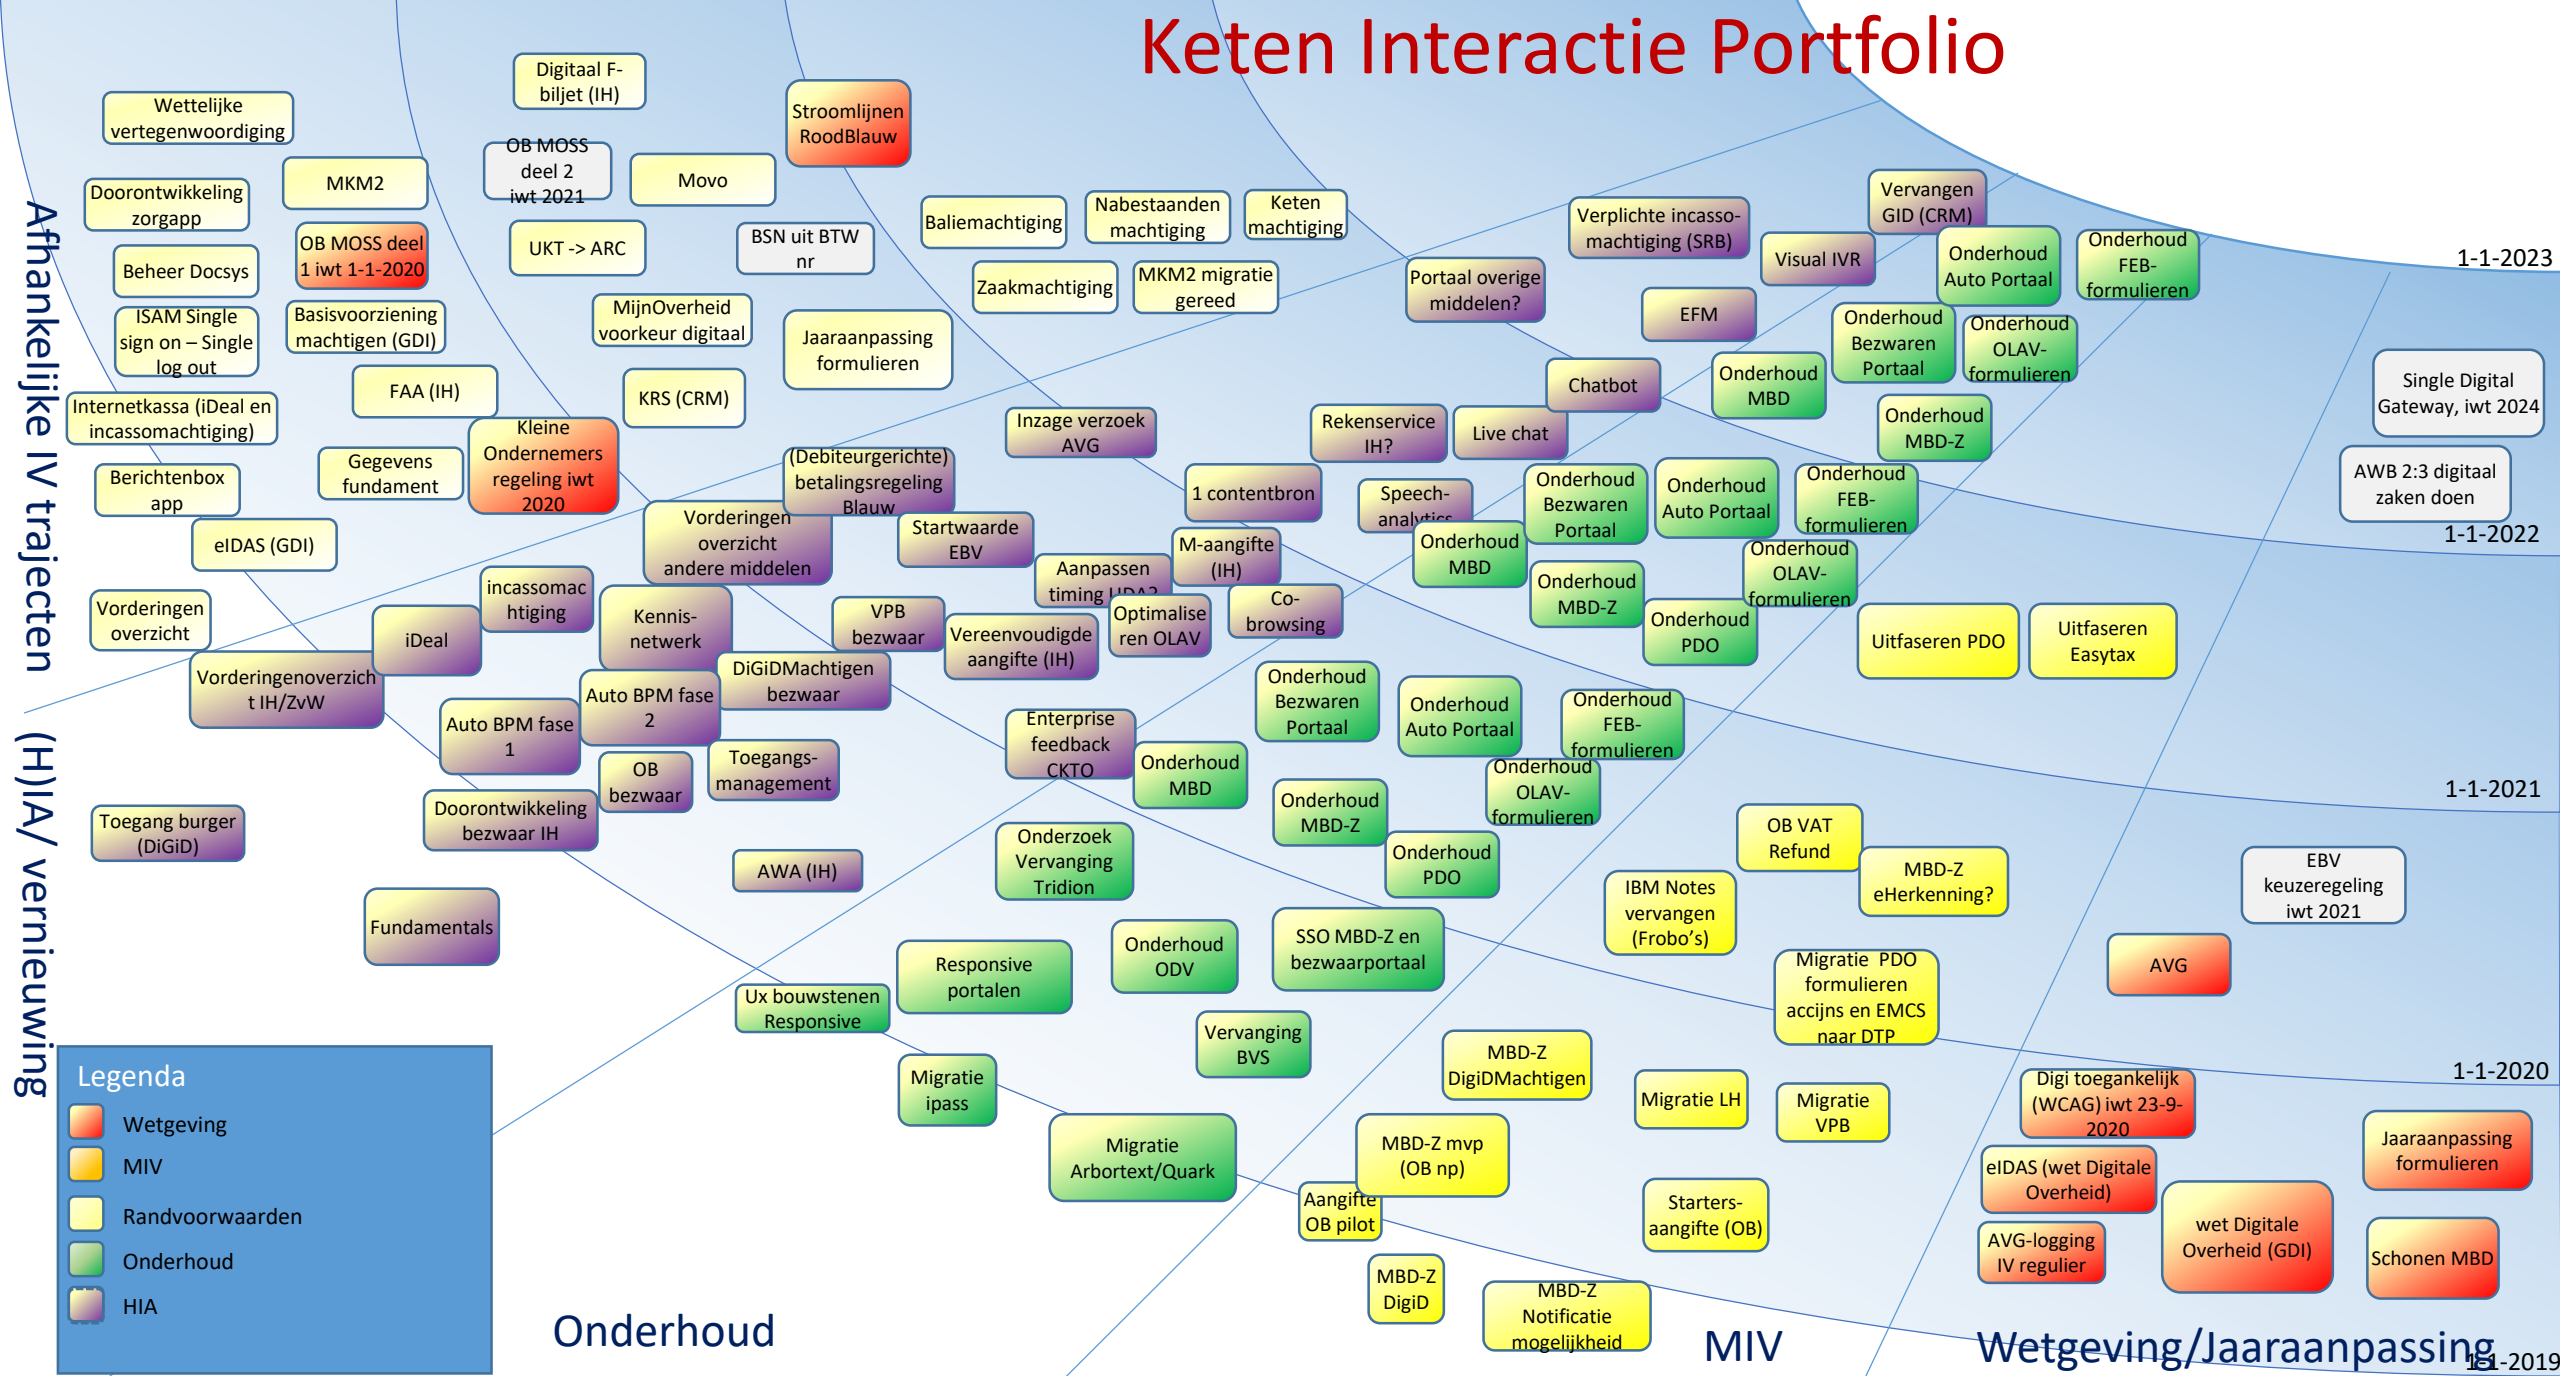 Keten Interactie Portfolio
Afhankelijke IV trajecten
(H)IA/ vernieuwing
Wettelijke
vertegenwoordiging
Doorontwikkeling
zorgapp
Beheer Docsys
ISAM Single
sign on – Single
log out
Internetkassa (iDeal en
incassomachtiging)
Berichtenbox
app
eIDAS (GDI)
Vorderingen
overzicht
MKM2
OB MOSS deel
1 iwt 1-1-2020
Basisvoorziening
machtigen (GDI)
FAA (IH)
Gegevens
fundament
Kleine
Ondernemers
regeling iwt
2020
Digitaal F-
biljet (IH)
OB MOSS
deel 2
iwt 2021
Movo
UKT -> ARC
BSN uit BTW
nr
MijnOverheid
voorkeur digitaal
KRS (CRM)
Stroomlijnen
RoodBlauw
Jaaraanpassing
formulieren
Baliemachtiging
Nabestaanden
machtiging
Keten
machtiging
Zaakmachtiging
MKM2 migratie
gereed
Vorderingenoverzich
t IH/ZvW
iDeal
incassomac
htiging
Auto BPM fase
1
Doorontwikkeling
bezwaar IH
Toegang burger
(DiGiD)
Fundamentals
Kennis-
netwerk
Auto BPM fase
2
OB
bezwaar
Toegangs-
management
AWA (IH)
DiGiDMachtigen
bezwaar
Vorderingen
overzicht
andere middelen
(Debiteurgerichte)
betalingsregeling
Blauw
Startwaarde
EBV
VPB
bezwaar
Vereenvoudigde
aangifte (IH)
Aanpassen
timing UDA?
Optimalise
ren OLAV
M-aangifte
(IH)
Co-
browsing
Enterprise
feedback
CKTO
Inzage verzoek
AVG
1 contentbron
Rekenservice
IH?
Live chat
Speech-
analytics
Chatbot
Portaal overige
middelen?
Verplichte incasso-
machtiging (SRB)
Visual IVR
EFM
Vervangen
GID (CRM)
Onderhoud
Auto Portaal
Onderhoud
FEB-
formulieren
Onderhoud
Bezwaren
Portaal
Onderhoud
OLAV-
formulieren
Onderhoud
MBD
Onderhoud
MBD-Z
Onderhoud
Bezwaren
Portaal
Onderhoud
Auto Portaal
Onderhoud
FEB-
formulieren
Onderhoud
MBD
Onderhoud
MBD-Z
Onderhoud
OLAV-
formulieren
Onderhoud
PDO
Onderhoud
Bezwaren
Portaal
Onderhoud
Auto Portaal
Onderhoud
FEB-
formulieren
Onderhoud
MBD
Onderhoud
MBD-Z
Onderhoud
OLAV-
formulieren
Onderhoud
PDO
Onderzoek
Vervanging
Tridion
Onderhoud
ODV
SSO MBD-Z en
bezwaarportaal
Responsive
portalen
Ux bouwstenen
Responsive
Vervanging
BVS
Migratie
ipass
Migratie
Arbortext/Quark
Uitfaseren PDO
Uitfaseren
Easytax
OB VAT
Refund
MBD-Z
eHerkenning?
IBM Notes
vervangen
(Frobo’s)
Migratie  PDO
formulieren
accijns en EMCS
naar DTP
MBD-Z
DigiDMachtigen
Migratie LH
Migratie
VPB
MBD-Z mvp
(OB np)
Aangifte
OB pilot
Starters-
aangifte (OB)
MBD-Z
DigiD
MBD-Z
Notificatie
mogelijkheid
Single Digital
Gateway, iwt 2024
AWB 2:3 digitaal
zaken doen
EBV
keuzeregeling
iwt 2021
AVG
Digi toegankelijk
(WCAG) iwt 23-9-
2020
eIDAS (wet Digitale
Overheid)
AVG-logging
IV regulier
wet Digitale
Overheid (GDI)
Jaaraanpassing
formulieren
Schonen MBD
1-1-2023
1-1-2022
1-1-2021
1-1-2020
1-1-2019
Legenda
Wetgeving
MIV
Randvoorwaarden
Onderhoud
HIA
Onderhoud
MIV
Wetgeving/Jaaraanpassing